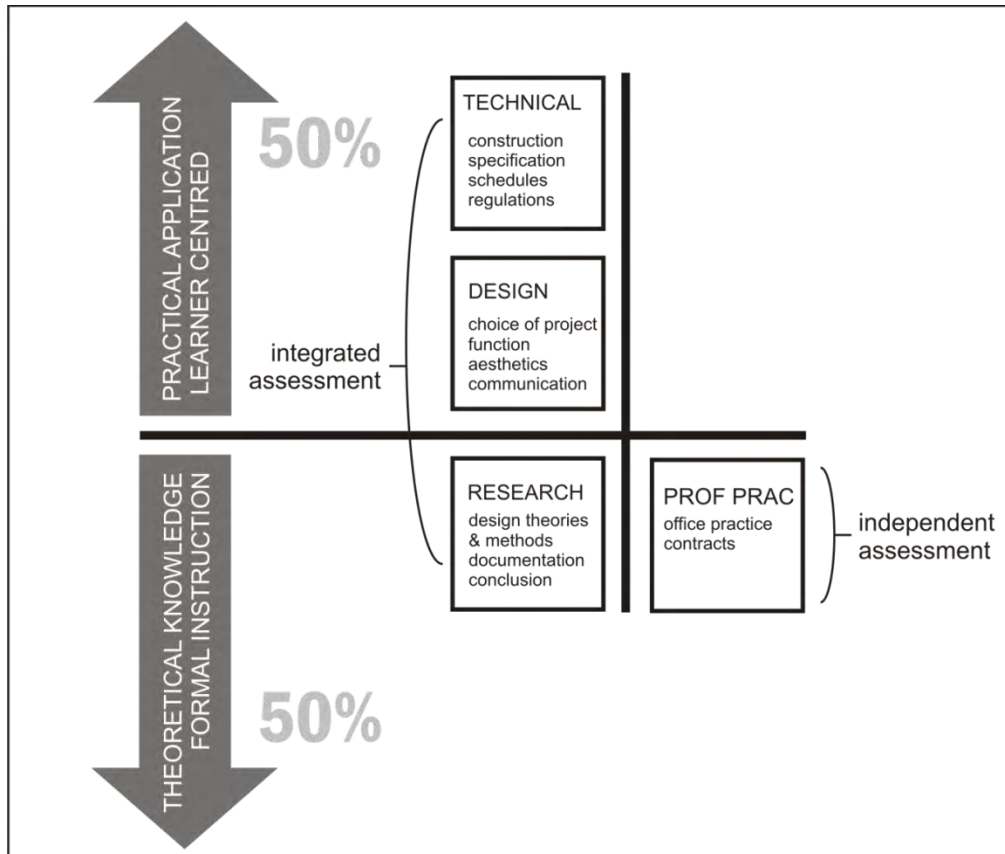 PRACTICAL APPLICATION
LEARNER CENTRED
50%
TECHNICAL
construction
specification
schedules
regulations
DESIGN
choice of project
function
aesthetics
communication
integrated
assessment
THEORETICAL KNOWLEDGE
FORMAL INSTRUCTION
50%
RESEARCH
design theories
& methods
documentation
conclusion
PROF PRAC
office practice
contracts
independent
assessment